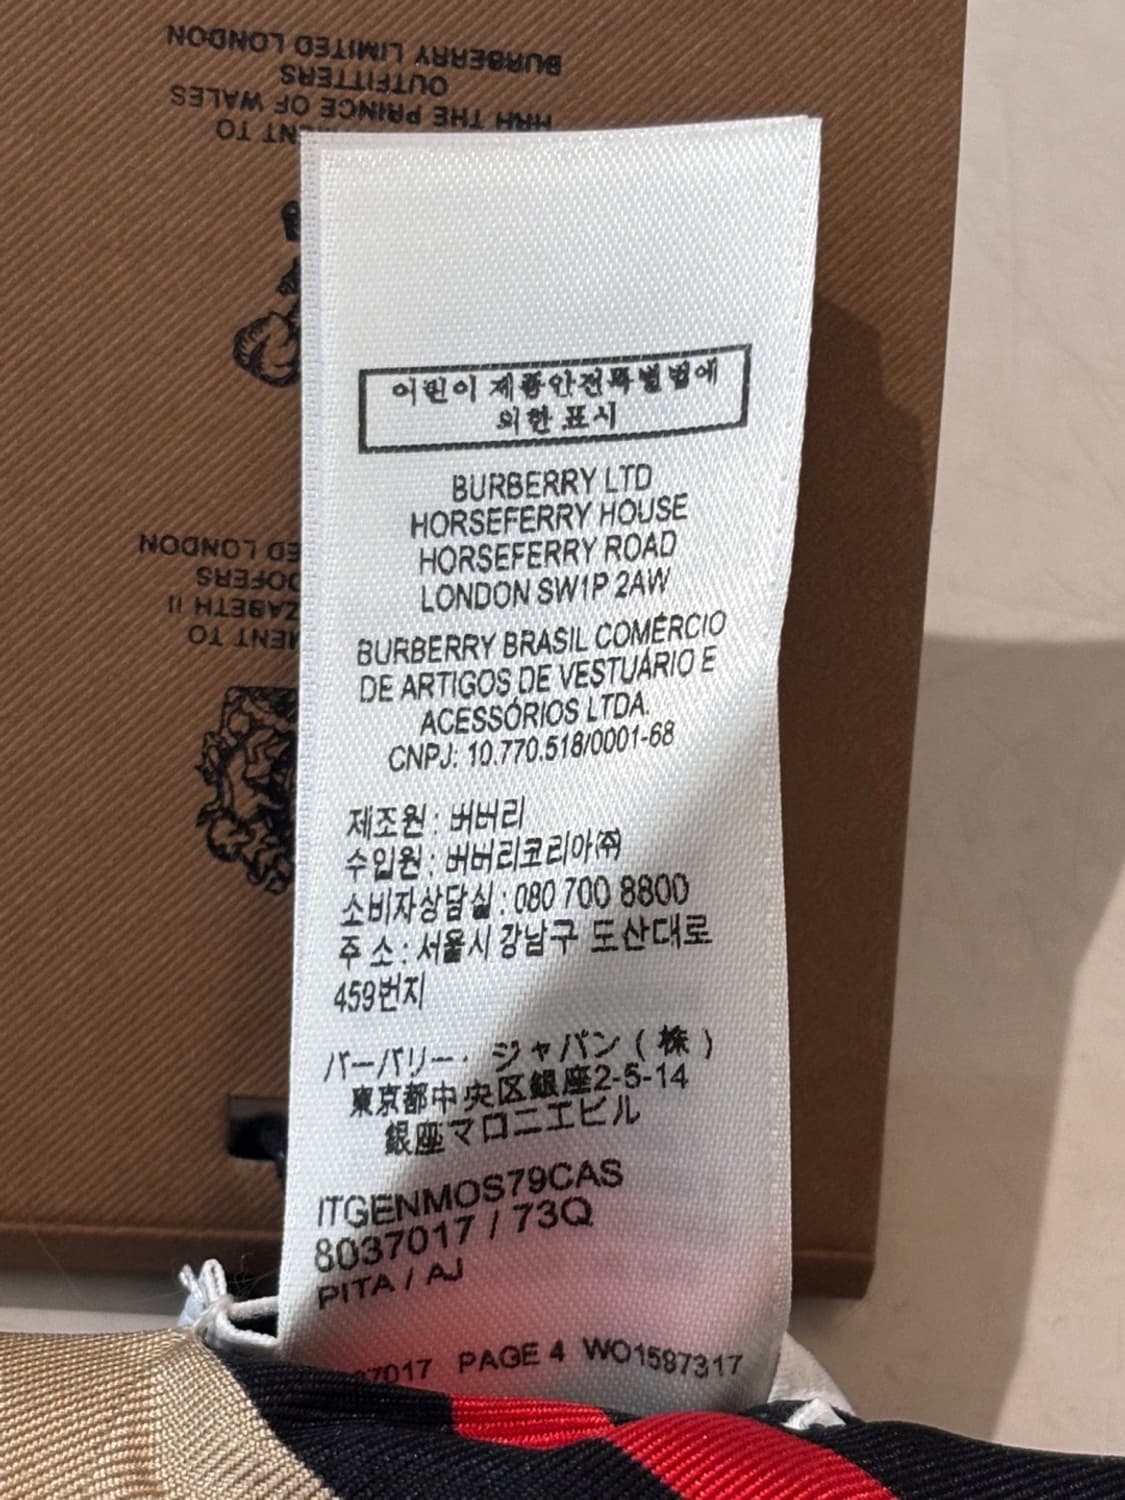 BURBERRY LIMITED LONDON
OUTFITTERS
HRH THE PRINCE OF WALES
TO
LONDON
II
TO
어린이 제품안전특별법에
의한 표시
BURBERRY LTD
HORSEFERRY HOUSE
HORSEFERRY ROAD
LONDON SW1P 2AW
BURBERRY BRASIL COMÉRCIO
DE ARTIGOS DE VESTUÁRIO E
ACESSÓRIOS LTDA.
CNPJ: 10.770.518/0001-68
제조원 : 버버리
수입원 : 버버리코리아㈜
소비자상담실 : 080 700 8800
주 소 : 서울시 강남구 도산대로
459번지
バーバリー・ジャパン ( 株 )
東京都中央区銀座2-5-14
銀座マロニエビル
ITGENMOS79CAS
8037017 / 73Q
PITA / AJ
37017 PAGE 4 WO1587317